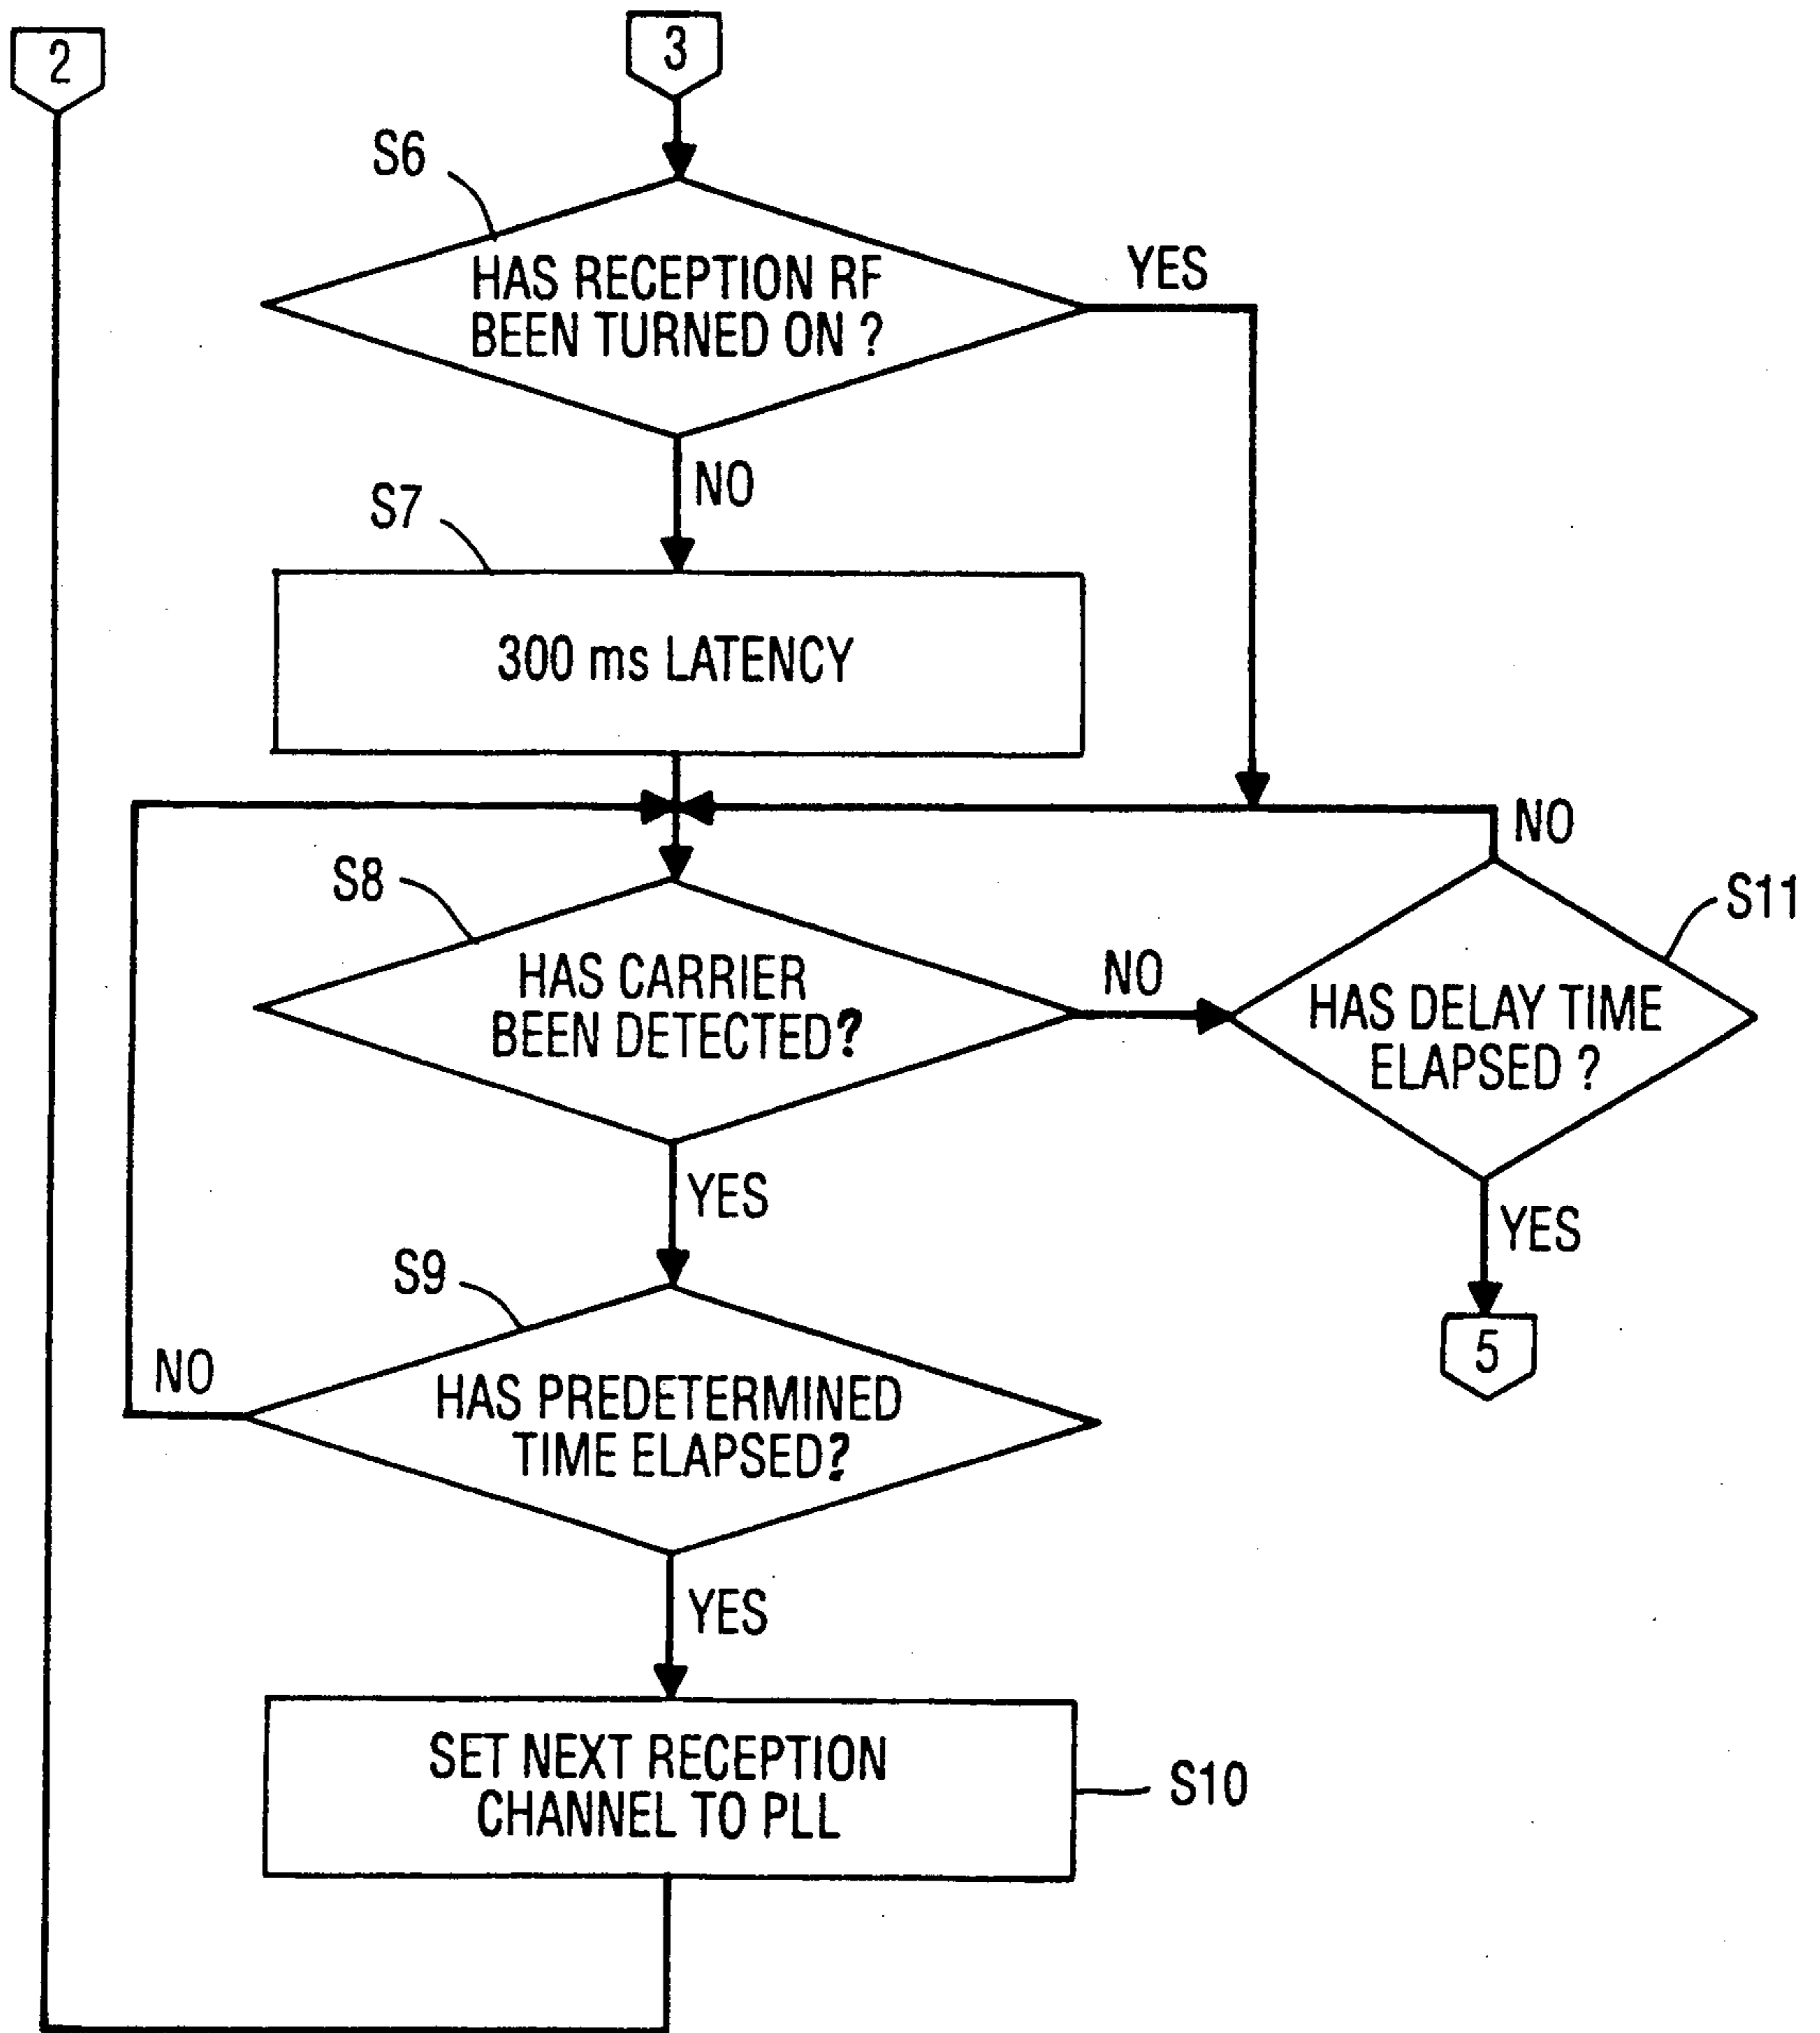 2
3
S6
HAS RECEPTION RF
BEEN TURNED ON ?
YES
NO
S7
300 ms LATENCY
NO
S8
S11
HAS CARRIER
BEEN DETECTED?
NO
HAS DELAY TIME
ELAPSED ?
YES
YES
S9
5
NO
HAS PREDETERMINED
TIME ELAPSED?
YES
SET NEXT RECEPTION
CHANNEL TO PLL
S10